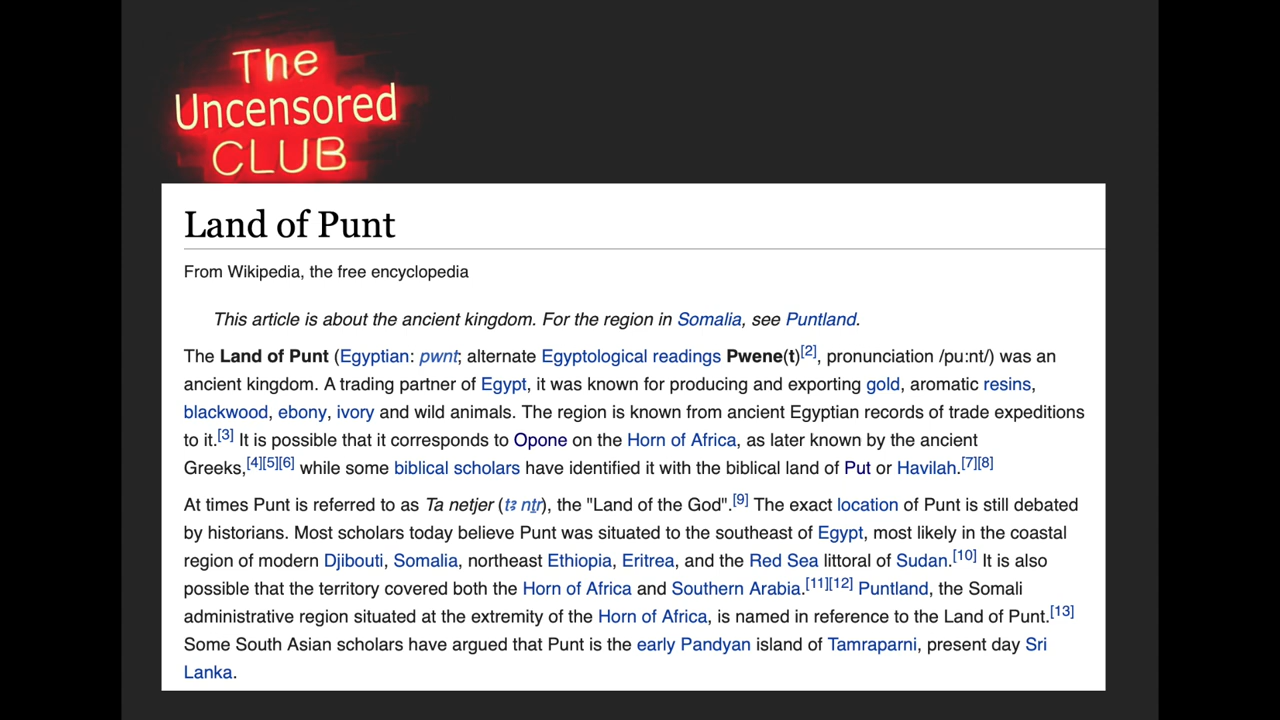 The
Uncensored
CLUB
Land of Punt
From Wikipedia, the free encyclopedia
This article is about the ancient kingdom. For the region in Somalia, see Puntland.
The Land of Punt (Egyptian: pwnt; alternate Egyptological readings Pwene(t)[2], pronunciation /puːnt/) was an
ancient kingdom. A trading partner of Egypt, it was known for producing and exporting gold, aromatic resins,
blackwood, ebony, ivory and wild animals. The region is known from ancient Egyptian records of trade expeditions
to it.[3] It is possible that it corresponds to Opone on the Horn of Africa, as later known by the ancient
Greeks,[4][5][6] while some biblical scholars have identified it with the biblical land of Put or Havilah.[7][8]
At times Punt is referred to as Ta netjer (tꜣ nṯr), the "Land of the God".[9] The exact location of Punt is still debated
by historians. Most scholars today believe Punt was situated to the southeast of Egypt, most likely in the coastal
region of modern Djibouti, Somalia, northeast Ethiopia, Eritrea, and the Red Sea littoral of Sudan.[10] It is also
possible that the territory covered both the Horn of Africa and Southern Arabia.[11][12] Puntland, the Somali
administrative region situated at the extremity of the Horn of Africa, is named in reference to the Land of Punt.[13]
Some South Asian scholars have argued that Punt is the early Pandyan island of Tamraparni, present day Sri
Lanka.